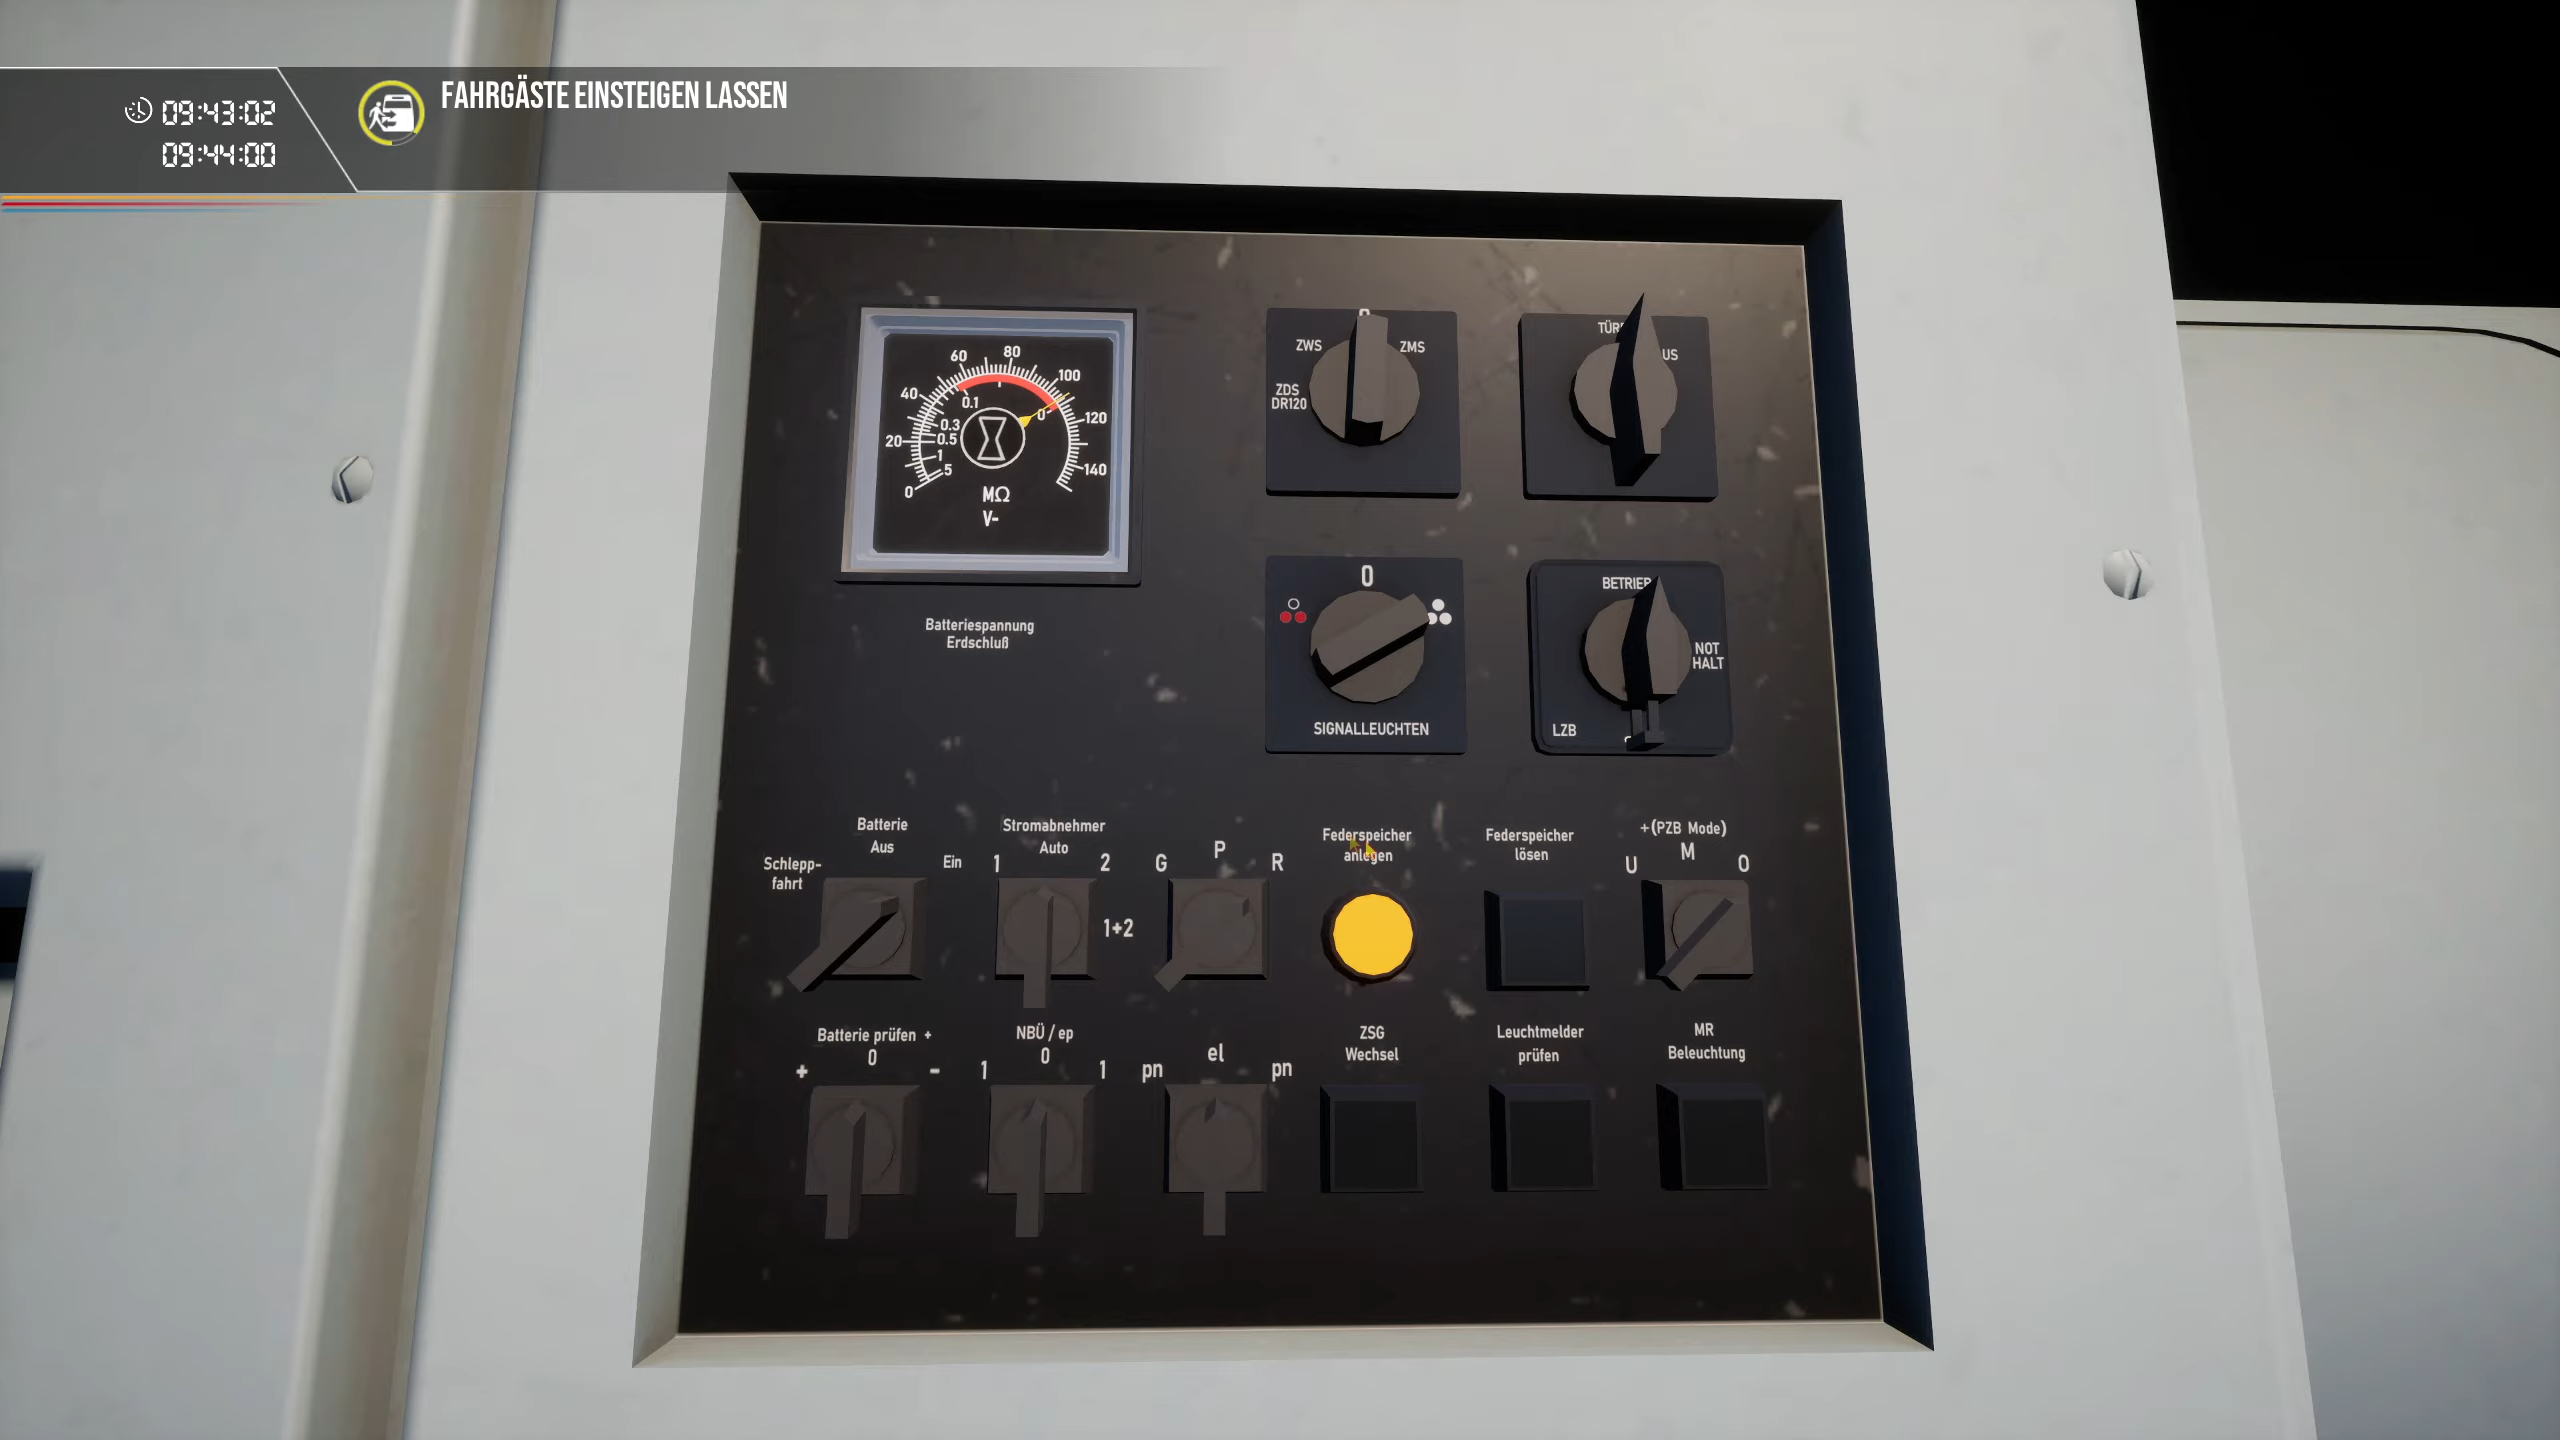 09:43:02
FAHRGÄSTE EINSTEIGEN LASSEN
09:44:00
0 20 40 60 80 100 120 140
5 1 0.5 0.3 0.1 0
MΩ
V-
Batteriespannung
Erdschluß
ZWS
ZMS
ZDS
DR120
0
SIGNALLEUCHTEN
BETRIEB
NOT
HALT
LZB
Batterie
Aus
Schlepp-
fahrt
Ein
Stromabnehmer
Auto
1
2
1+2
G
P
R
Federspeicher
anlegen
Federspeicher
lösen
+(PZB Mode)
U
M
O
Batterie prüfen +
0
+
-
NBÜ / ep
0
1
1
pn
el
pn
ZSG
Wechsel
Leuchtmelder
prüfen
MR
Beleuchtung